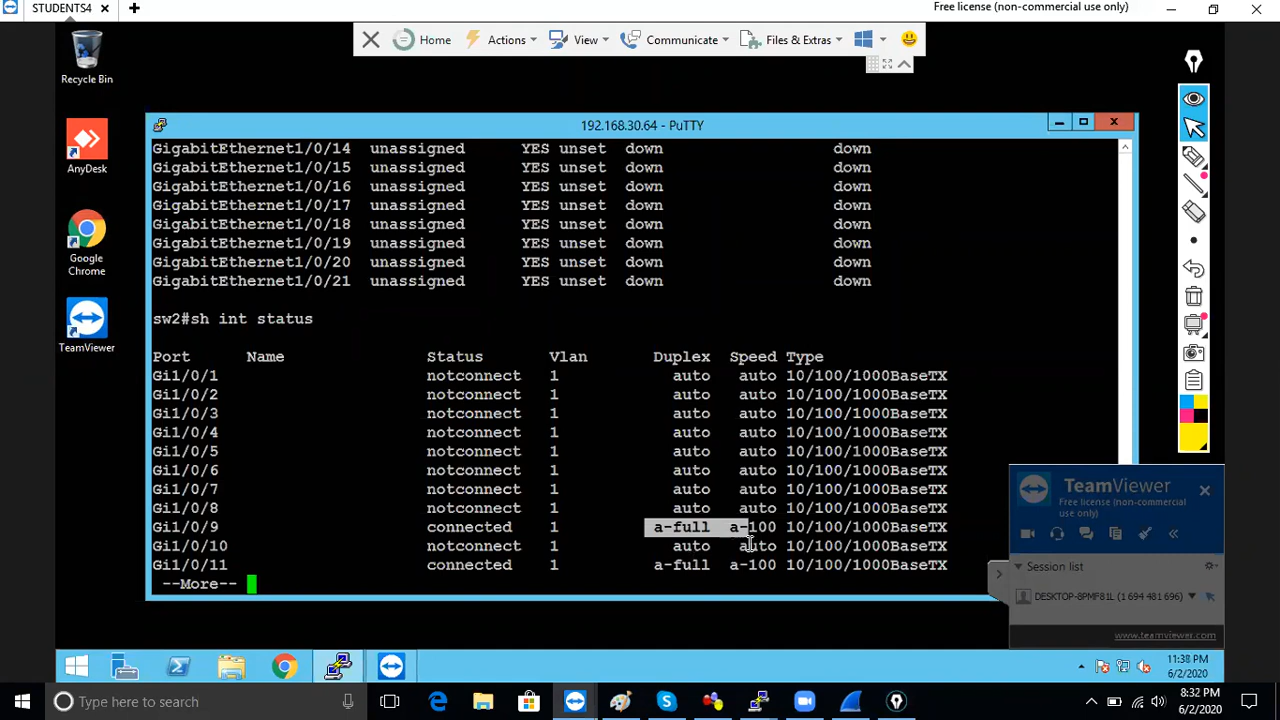 STUDENTS4
Free license (non-commercial use only)
Home Actions View Communicate Files & Extras
Recycle Bin
AnyDesk
Google Chrome
TeamViewer
192.168.30.64 - PuTTY
GigabitEthernet1/0/14 unassigned YES unset down down
GigabitEthernet1/0/15 unassigned YES unset down down
GigabitEthernet1/0/16 unassigned YES unset down down
GigabitEthernet1/0/17 unassigned YES unset down down
GigabitEthernet1/0/18 unassigned YES unset down down
GigabitEthernet1/0/19 unassigned YES unset down down
GigabitEthernet1/0/20 unassigned YES unset down down
GigabitEthernet1/0/21 unassigned YES unset down down
sw2#sh int status
Port Name Status Vlan Duplex Speed Type
Gi1/0/1 notconnect 1 auto auto 10/100/1000BaseTX
Gi1/0/2 notconnect 1 auto auto 10/100/1000BaseTX
Gi1/0/3 notconnect 1 auto auto 10/100/1000BaseTX
Gi1/0/4 notconnect 1 auto auto 10/100/1000BaseTX
Gi1/0/5 notconnect 1 auto auto 10/100/1000BaseTX
Gi1/0/6 notconnect 1 auto auto 10/100/1000BaseTX
Gi1/0/7 notconnect 1 auto auto 10/100/1000BaseTX
Gi1/0/8 notconnect 1 auto auto 10/100/1000BaseTX
Gi1/0/9 connected 1 a-full a-100 10/100/1000BaseTX
Gi1/0/10 notconnect 1 auto auto 10/100/1000BaseTX
Gi1/0/11 connected 1 a-full a-100 10/100/1000BaseTX
--More--
TeamViewer
Free license (non-commercial
use only)
Session list
DESKTOP-8PMF81L (1 694 481 696)
www.teamviewer.com
11:38 PM
6/2/2020
Type here to search
8:32 PM
6/2/2020